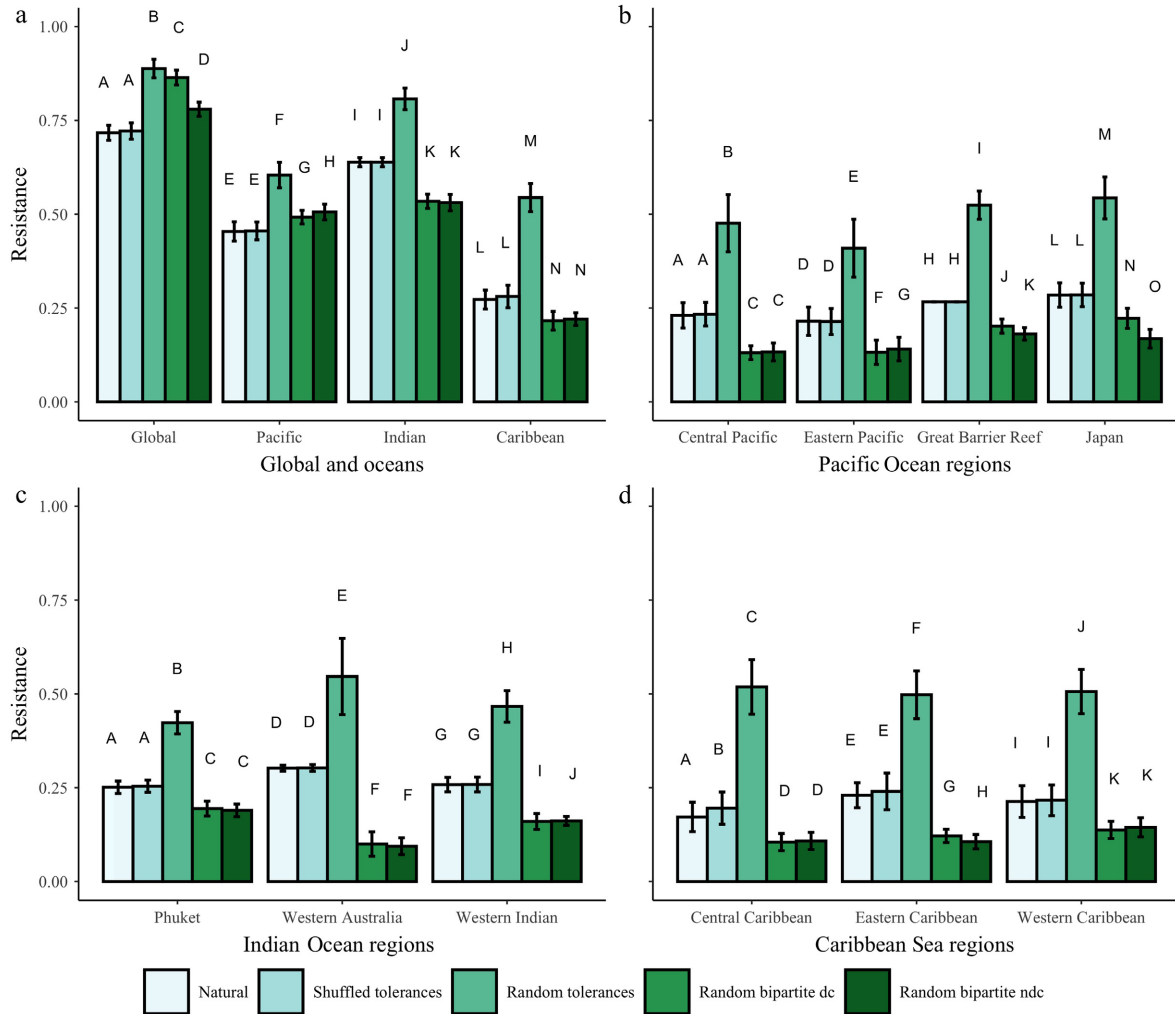 a
1.00
0.75
0.50
0.25
0.00
Resistance
A A B C D
E E F G H
I I J K K
L L M N N
Global Pacific Indian Caribbean
Global and oceans
b
A A B C C
D D E F G
H H I J K
L L M N O
Central Pacific Eastern Pacific Great Barrier Reef Japan
Pacific Ocean regions
c
1.00
0.75
0.50
0.25
0.00
Resistance
A A B C C
D D E F F
G G H I J
Phuket Western Australia Western Indian
Indian Ocean regions
d
A B C D D
E E F G H
I I J K K
Central Caribbean Eastern Caribbean Western Caribbean
Caribbean Sea regions
Natural Shuffled tolerances Random tolerances Random bipartite dc Random bipartite ndc